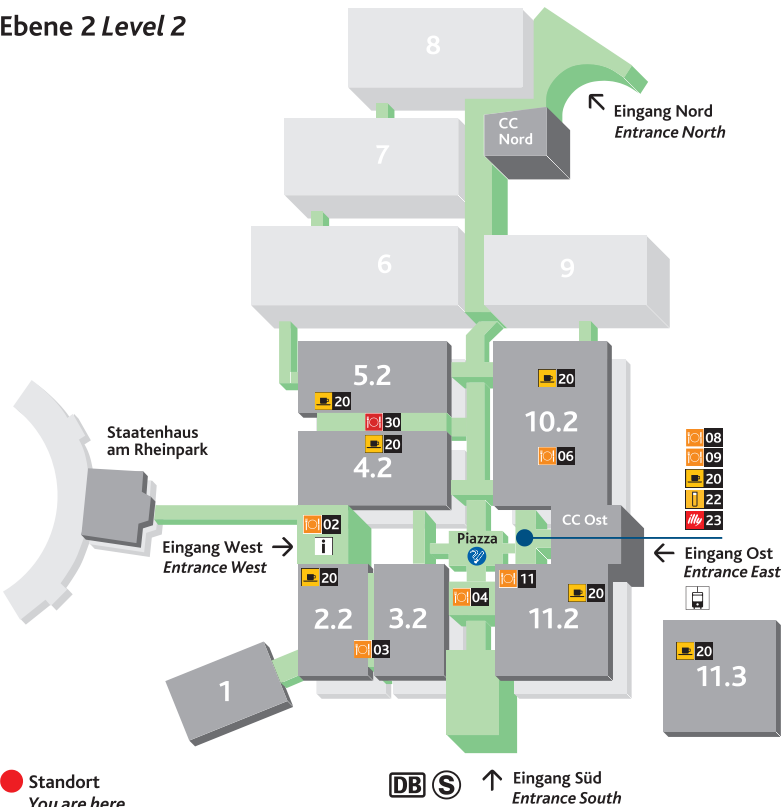 Ebene 2 Level 2
8
CC
Nord
Eingang Nord
Entrance North
7
6
9
5.2
20
30
20
4.2
20
10.2
06
08
09
20
22
illy 23
Staatenhaus
am Rheinpark
02
i
Eingang West
Entrance West
Piazza
CC Ost
Eingang Ost
Entrance East
20
2.2
3.2
03
04
11
20
11.2
20
11.3
1
Standort
You are here
DB S
Eingang Süd
Entrance South